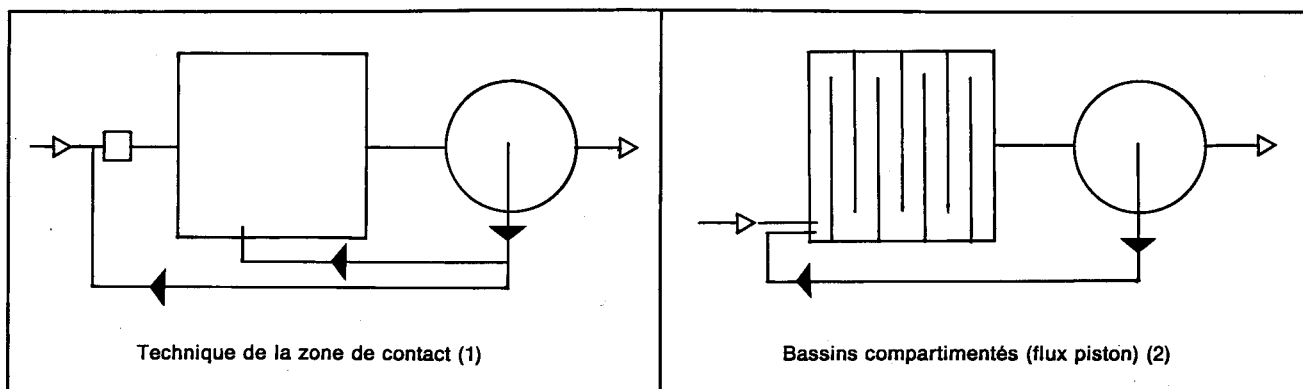 Technique de la zone de contact (1)
Bassins compartimentés (flux piston) (2)